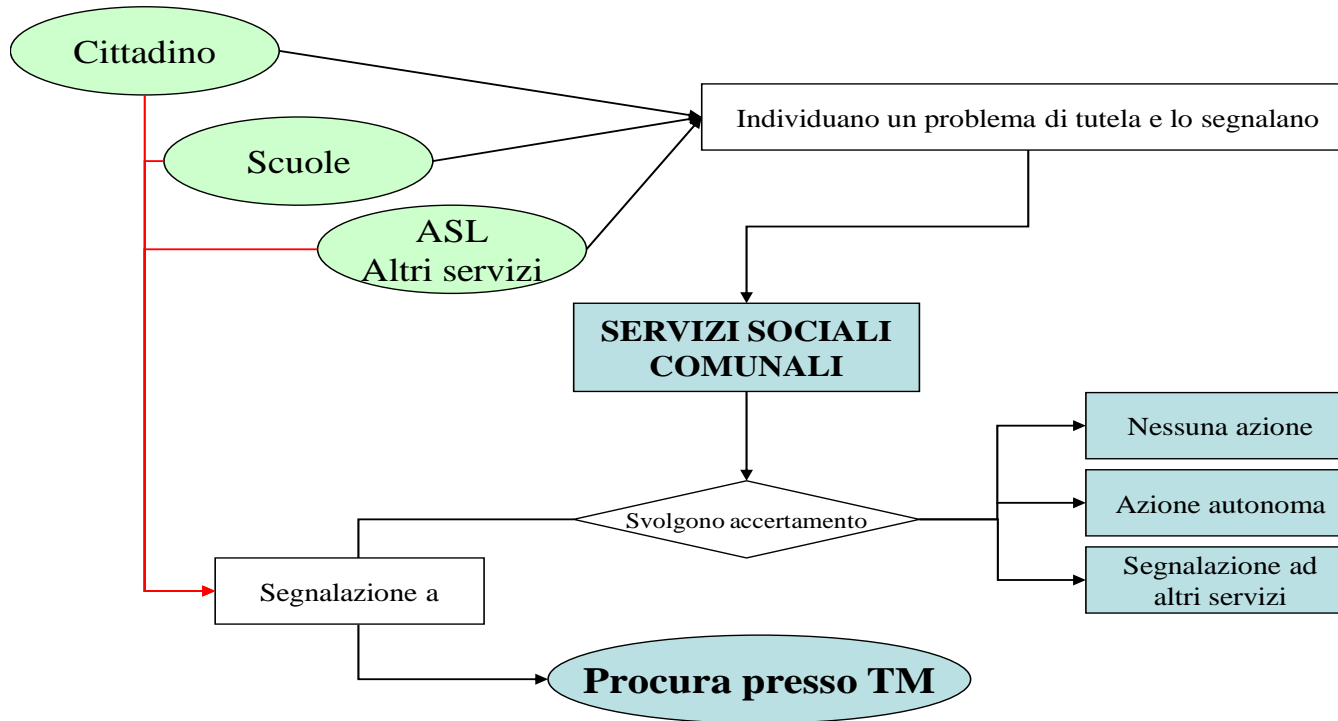 Cittadino
Individuano un problema di tutela e lo segnalano
Scuole
ASL
Altri servizi
SERVIZI SOCIALI
COMUNALI
Nessuna azione
Svolgono accertamento
Azione autonoma
Segnalazione ad
altri servizi
Segnalazione a
Procura presso TM